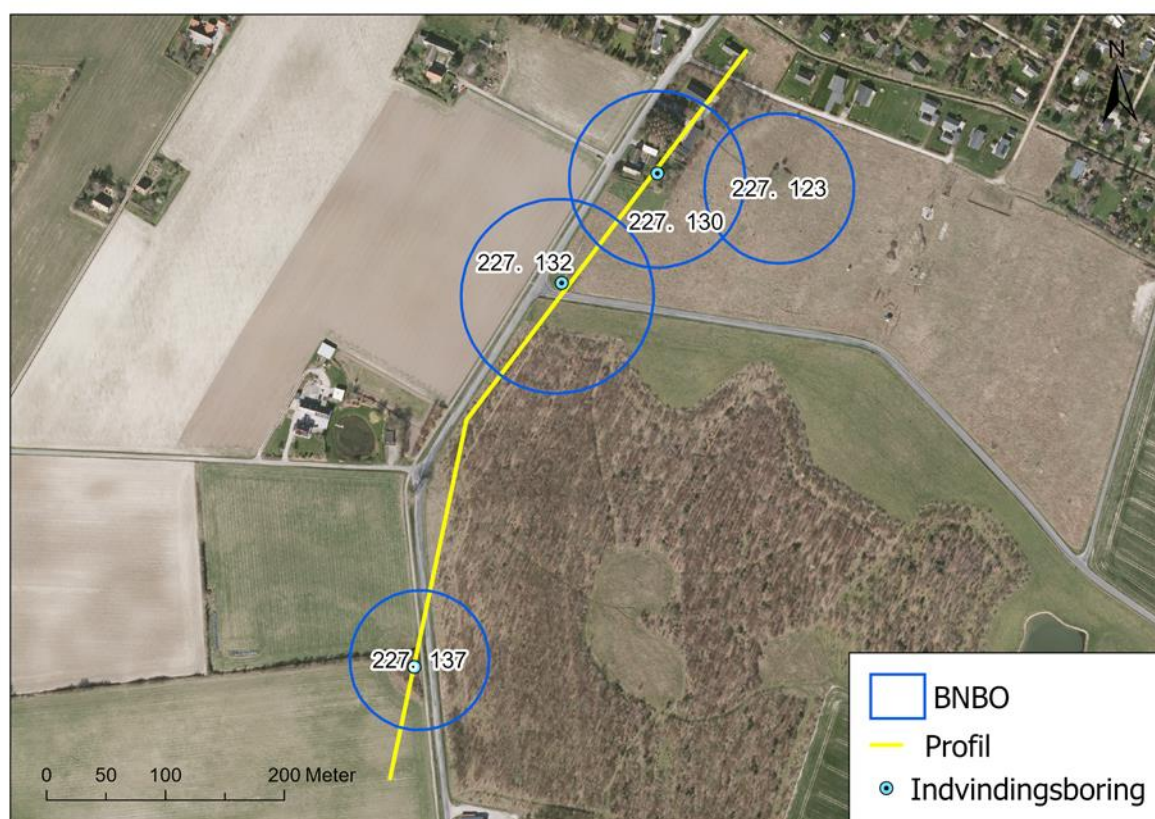 N
227. 123
227. 130
227. 132
227. 137
0 50 100 200 Meter
BNBO
Profil
Indvindingsboring